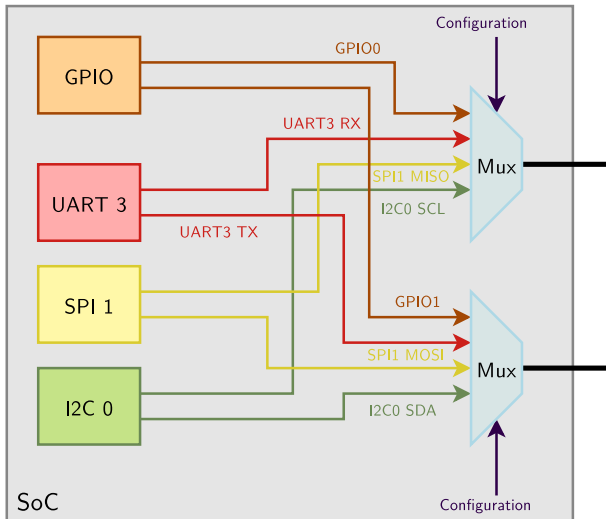 Configuration
GPIO
GPIO0
UART3 RX
Mux
SPI1 MISO
UART 3
I2C0 SCL
UART3 TX
SPI 1
GPIO1
SPI1 MOSI
Mux
I2C 0
I2C0 SDA
SoC
Configuration